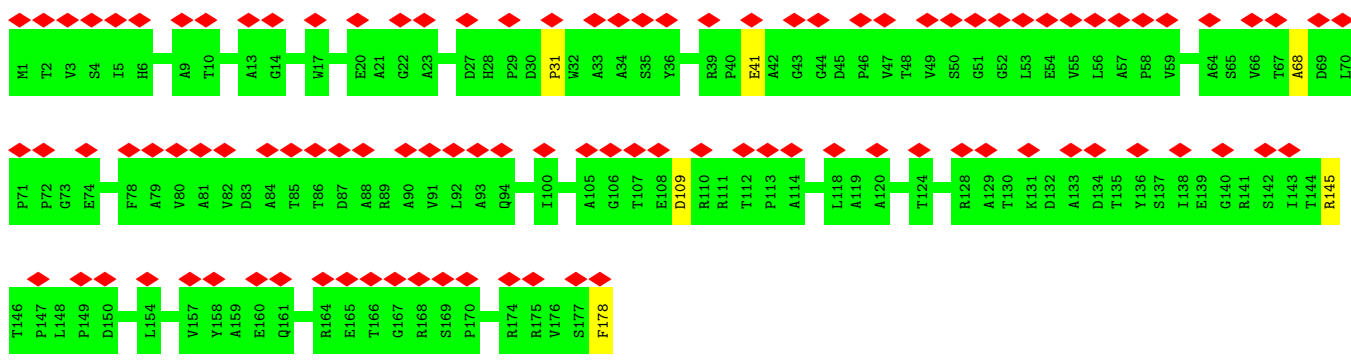 M1 T2 V3 S4 I5 H6 A9 T10 A13 G14 W17 E20 A21 G22 A23 D27 H28 P29 D30 P31 W32 A33 A34 S35 Y36 R39 P40 E41 A42 G43 G44 D45 P46 V47 T48 V49 S50 G51 G52 L53 E54 V55 L56 A57 P58 V59 A64 S65 V66 T67 A68 D69 L70
P71 P72 G73 E74 F78 A79 V80 A81 V82 D83 A84 T85 T86 D87 A88 R89 A90 V91 L92 A93 Q94 I100 A105 G106 T107 E108 D109 R110 R111 T112 P113 A114 L118 A119 A120 T124 R128 A129 T130 K131 D132 A133 D134 T135 Y136 S137 I138 E139 G140 R141 S142 I143 T144 R145
T146 P147 L148 P149 D150 L154 V157 Y158 A159 E160 Q161 R164 E165 T166 G167 R168 S169 P170 R174 R175 V176 S177 F178